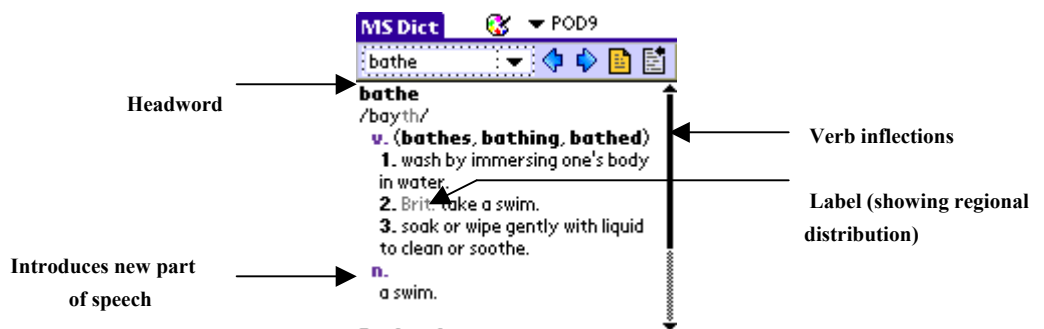 MS Dict POD9
bathe
Headword
bathe
/bayth/
v. (bathes, bathing, bathed)
Verb inflections
1. wash by immersing one's body
in water.
2. Brit. take a swim.
Label (showing regional
distribution)
3. soak or wipe gently with liquid
to clean or soothe.
Introduces new part
of speech
n.
a swim.